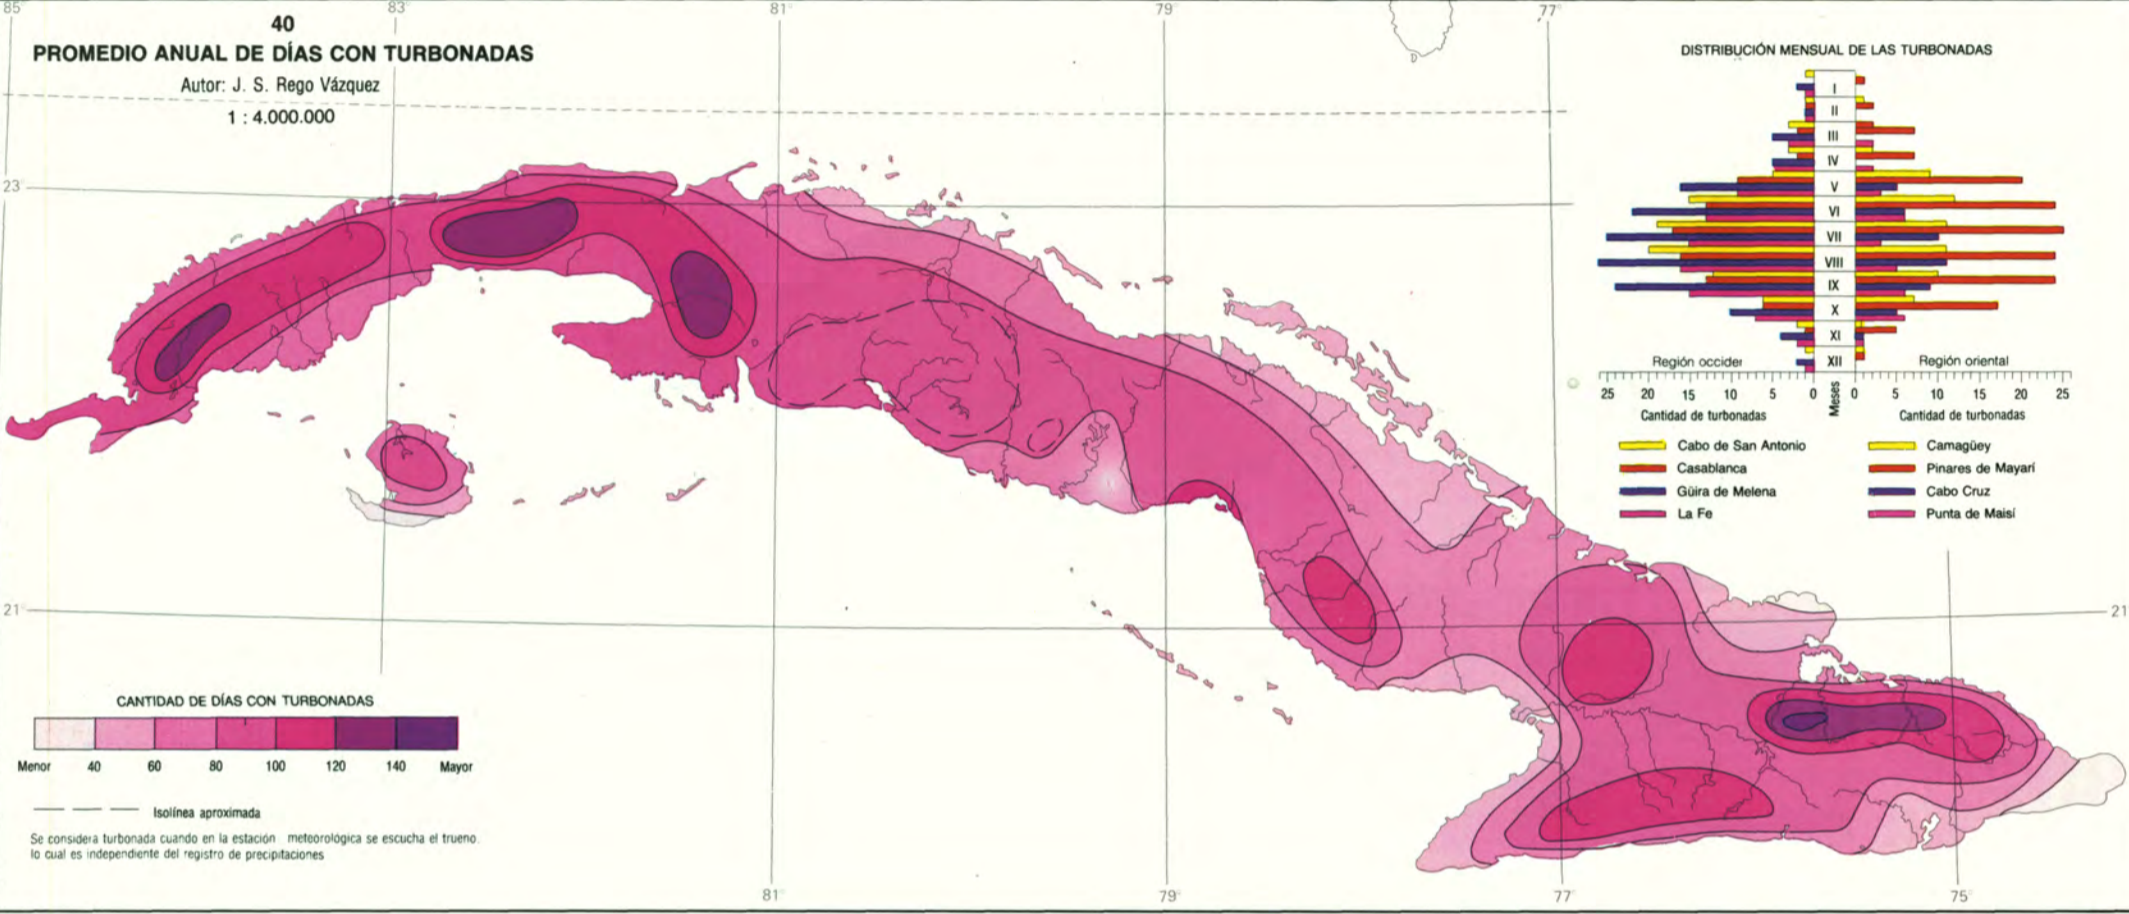 85° 83° 81° 79° 77°
40
PROMEDIO ANUAL DE DÍAS CON TURBONADAS
Autor: J. S. Rego Vázquez
1 : 4.000.000
23
21°
21
DISTRIBUCIÓN MENSUAL DE LAS TURBONADAS
I
II
III
IV
V
VI
VII
VIII
IX
X
XI
XII
Región occider
Región oriental
25 20 15 10 5 0 Meses 0 5 10 15 20 25
Cantidad de turbonadas Cantidad de turbonadas
Cabo de San Antonio Camagüey
Casablanca Pinares de Mayarí
Güira de Melena Cabo Cruz
La Fe Punta de Maisí
CANTIDAD DE DÍAS CON TURBONADAS
Menor 40 60 80 100 120 140 Mayor
Isolínea aproximada
Se considera turbonada cuando en la estación meteorológica se escucha el trueno.
lo cual es independiente del registro de precipitaciones
81° 79° 77° 75°